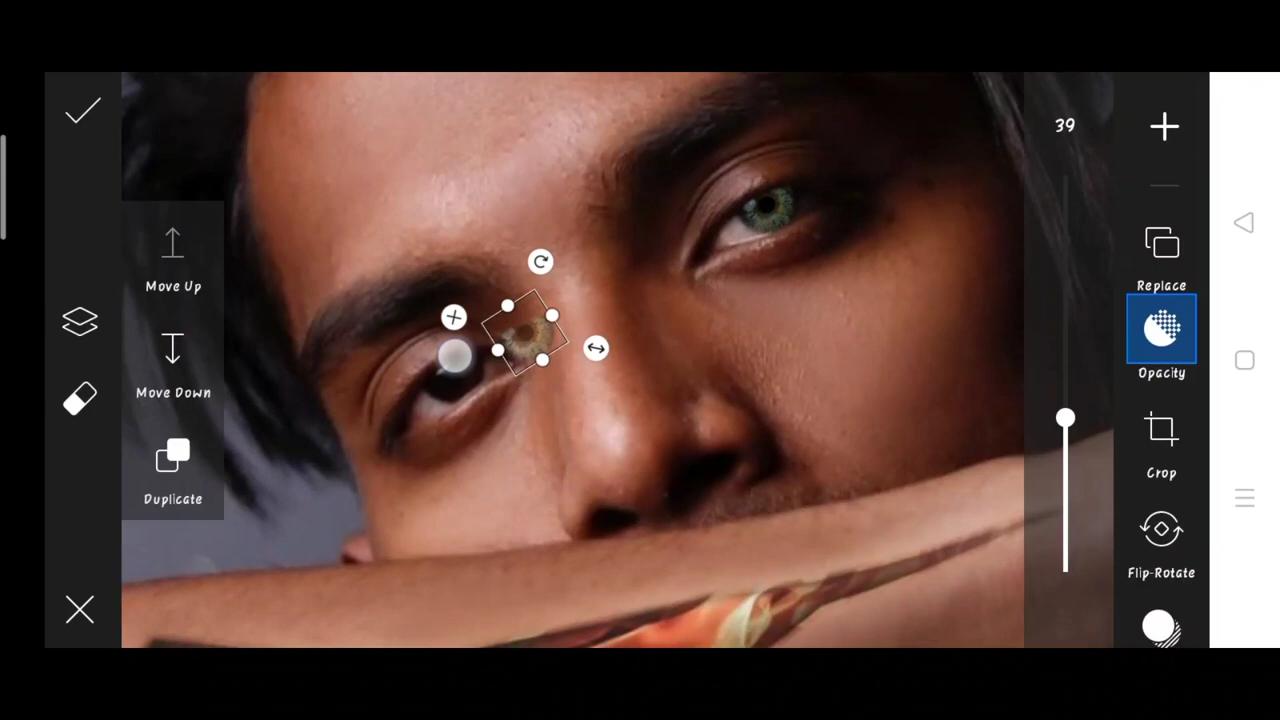 39
Move Up
Replace
Move Down
Opacity
Crop
Duplicate
Flip-Rotate